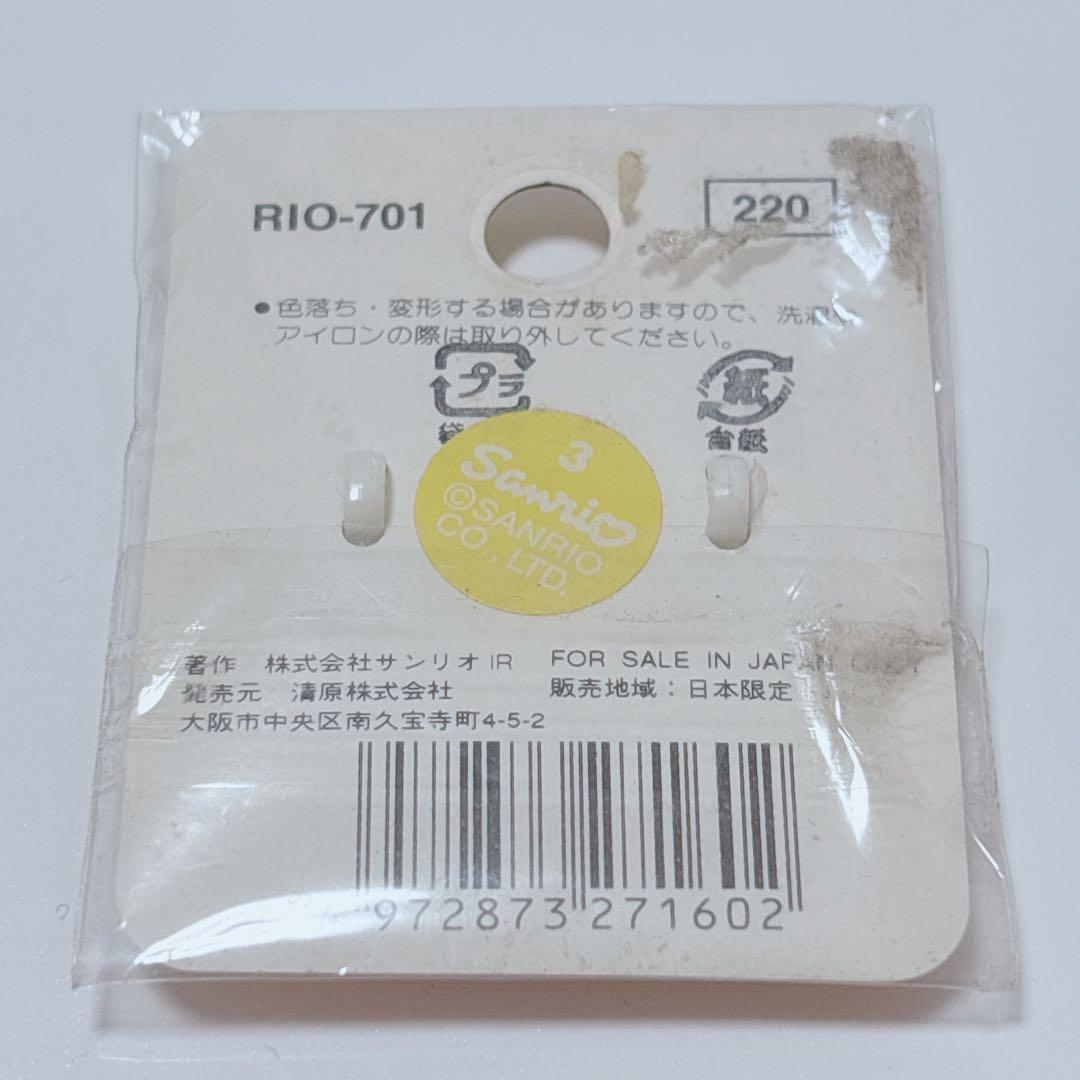 RIO-701
220
●色落ち・変形する場合がありますので、洗濯
アイロンの際は取り外してください。
プラ
紙
袋
台紙
3
Sanrio
©SANRIO
CO., LTD.
著作 株式会社サンリオ IR
FOR SALE IN JAPAN
発売元 清原株式会社
販売地域：日本限定
大阪市中央区南久宝寺町4-5-2
972873 271602